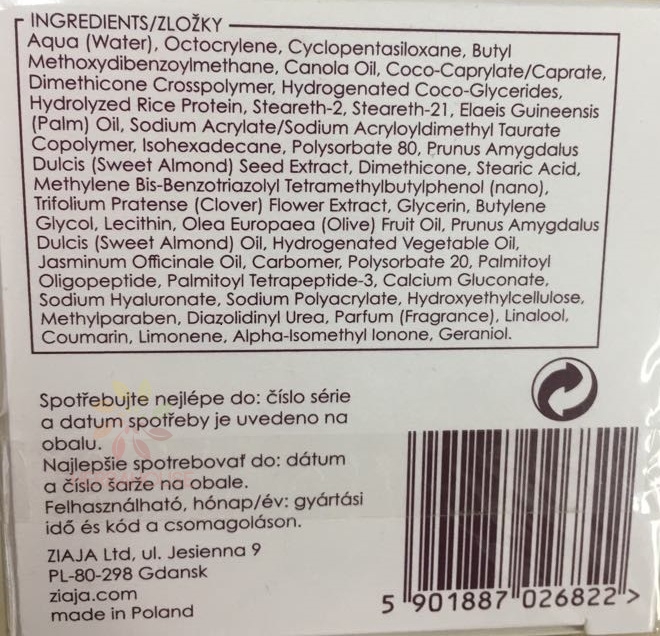 INGREDIENTS/ZLOŽKY
Aqua (Water), Octocrylene, Cyclopentasiloxane, Butyl
Methoxydibenzoylmethane, Canola Oil, Coco-Caprylate/Caprate,
Dimethicone Crosspolymer, Hydrogenated Coco-Glycerides,
Hydrolyzed Rice Protein, Steareth-2, Steareth-21, Elaeis Guineensis
(Palm) Oil, Sodium Acrylate/Sodium Acryloyldimethyl Taurate
Copolymer, Isohexadecane, Polysorbate 80, Prunus Amygdalus
Dulcis (Sweet Almond) Seed Extract, Dimethicone, Stearic Acid,
Methylene Bis-Benzotriazolyl Tetramethylbutylphenol (nano),
Trifolium Pratense (Clover) Flower Extract, Glycerin, Butylene
Glycol, Lecithin, Olea Europaea (Olive) Fruit Oil, Prunus Amygdalus
Dulcis (Sweet Almond) Oil, Hydrogenated Vegetable Oil,
Jasminum Officinale Oil, Carbomer, Polysorbate 20, Palmitoyl
Oligopeptide, Palmitoyl Tetrapeptide-3, Calcium Gluconate,
Sodium Hyaluronate, Sodium Polyacrylate, Hydroxyethylcellulose,
Methylparaben, Diazolidinyl Urea, Parfum (Fragrance), Linalool,
Coumarin, Limonene, Alpha-Isomethyl Ionone, Geraniol.
Spotřebujte nejlépe do: číslo série
a datum spotřeby je uvedeno na
obalu.
Najlepšie spotrebovať do: dátum
a číslo šarže na obale.
Felhasználható, hónap/év: gyártási
idő és kód a csomagoláson.
ZIAJA Ltd, ul. Jesienna 9
PL-80-298 Gdansk
ziaja.com
made in Poland
5 901887 026822 >